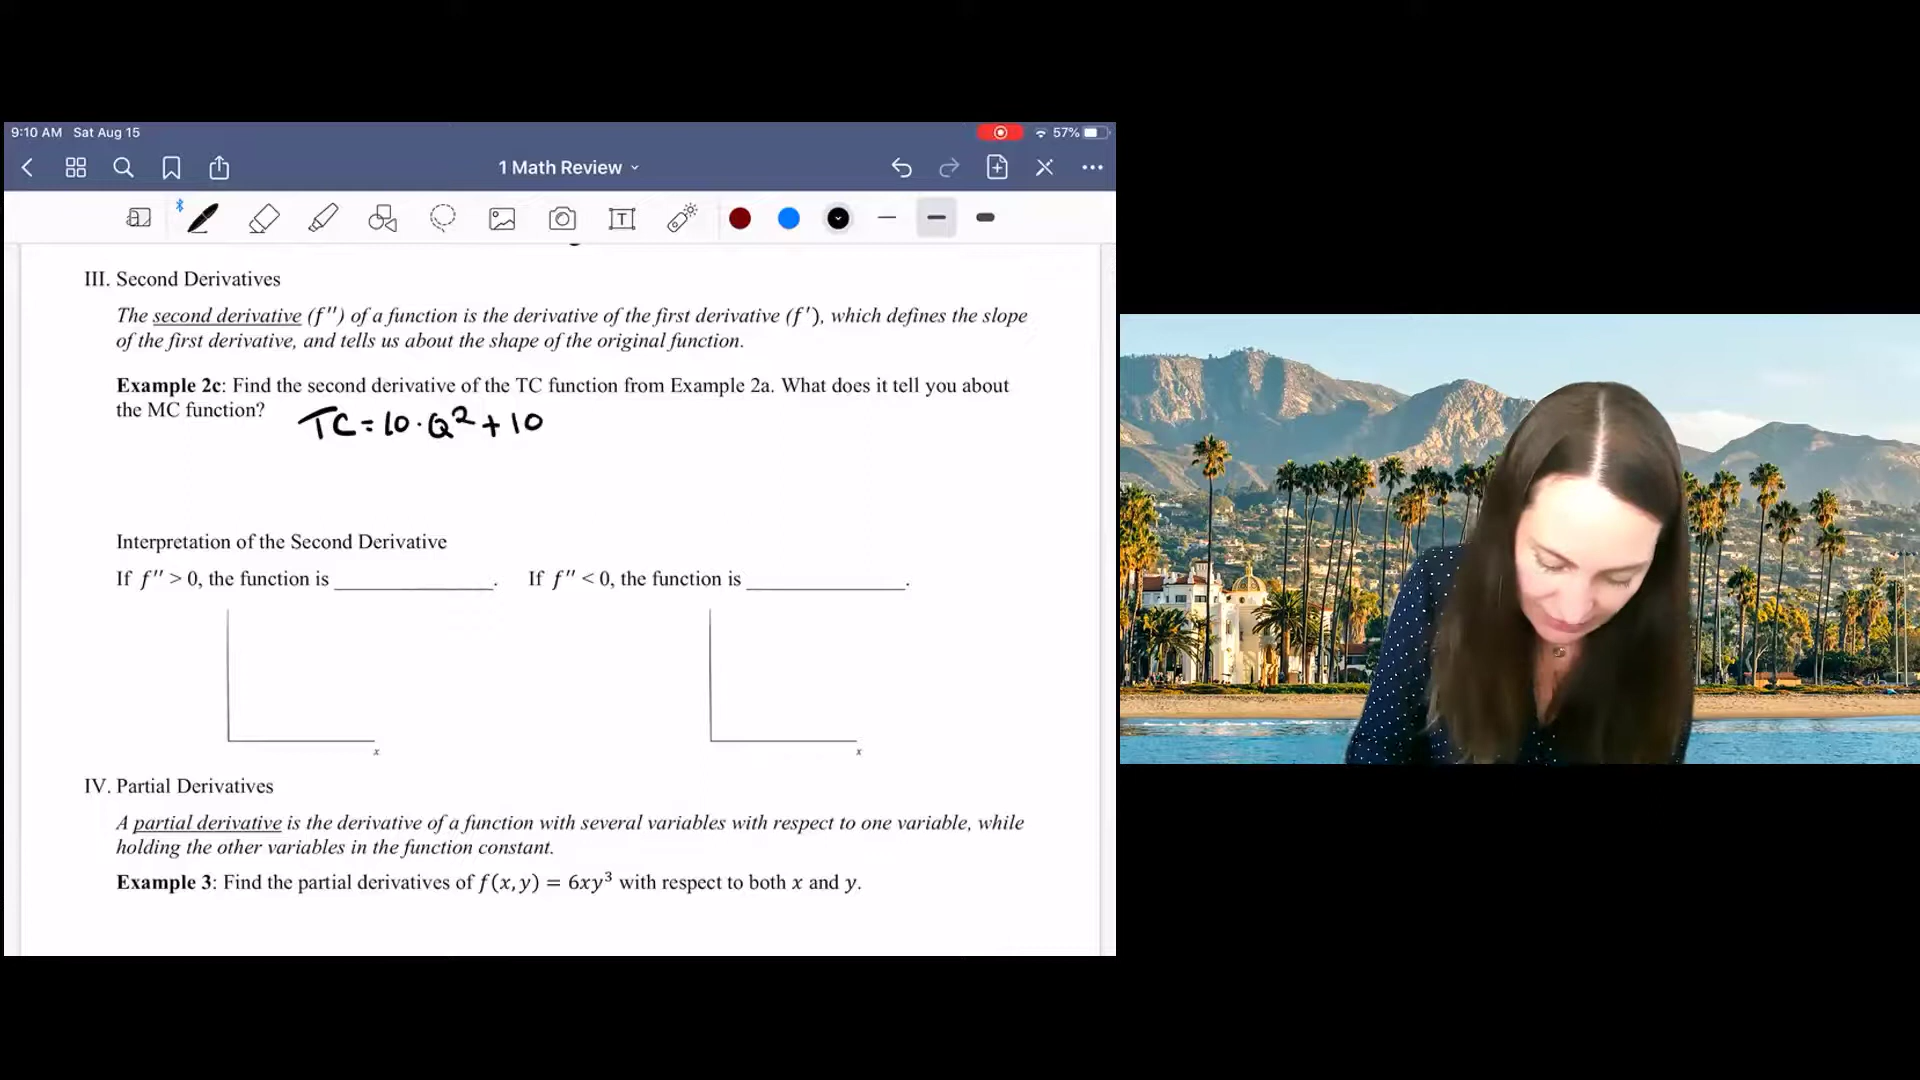 9:10 AM Sat Aug 15
57%
1 Math Review
III. Second Derivatives
The second derivative (f″) of a function is the derivative of the first derivative (f′), which defines the slope
of the first derivative, and tells us about the shape of the original function.
Example 2c: Find the second derivative of the TC function from Example 2a. What does it tell you about
the MC function?
TC = 10 · Q² + 10
Interpretation of the Second Derivative
If f″ > 0, the function is ______________. If f″ < 0, the function is ______________.
x
x
IV. Partial Derivatives
A partial derivative is the derivative of a function with several variables with respect to one variable, while
holding the other variables in the function constant.
Example 3: Find the partial derivatives of f(x, y) = 6xy³ with respect to both x and y.